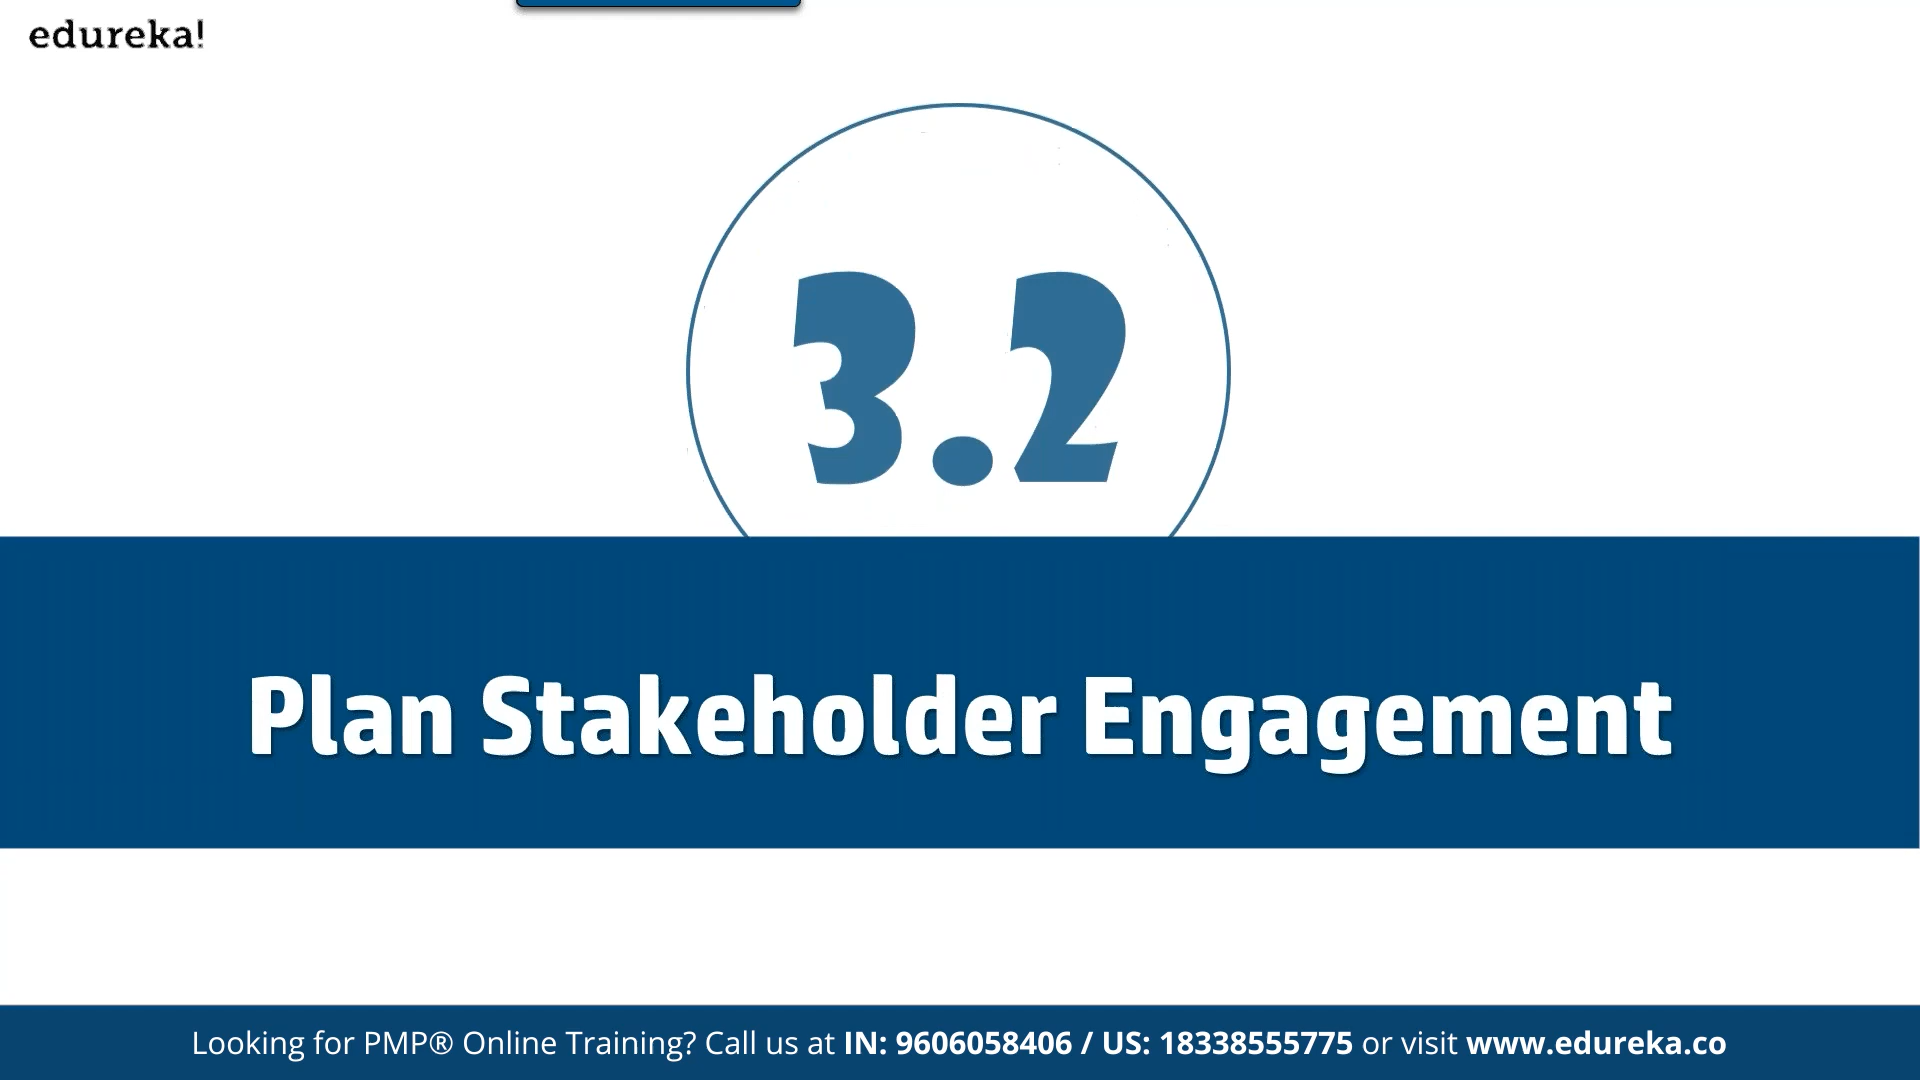 edureka!
3.2
Plan Stakeholder Engagement
Looking for PMP® Online Training? Call us at IN: 9606058406 / US: 18338555775 or visit www.edureka.co